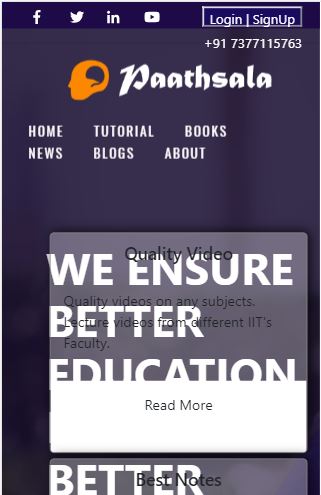 Login | SignUp
+91 7377115763
Paathsala
HOME TUTORIAL BOOKS
NEWS BLOGS ABOUT
Quality Video
WE ENSURE
Quality videos on any subjects.
BETTER
Lecture videos from different IIT's
Faculty.
EDUCATION
Read More
BETTER
Best Notes